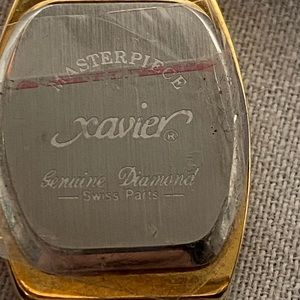 MASTERPIECE
xavier®
Genuine Diamond
— Swiss Parts —